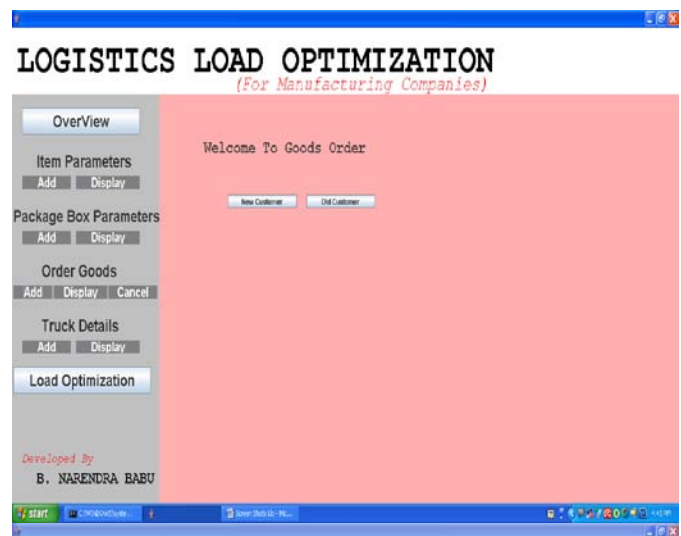 LOGISTICS LOAD OPTIMIZATION
(For Manufacturing Companies)
OverView
Item Parameters
Add Display
Package Box Parameters
Add Display
Order Goods
Add Display Cancel
Truck Details
Add Display
Load Optimization
Developed By
B. NARENDRA BABU
Welcome To Goods Order
New Customer Old Customer
start